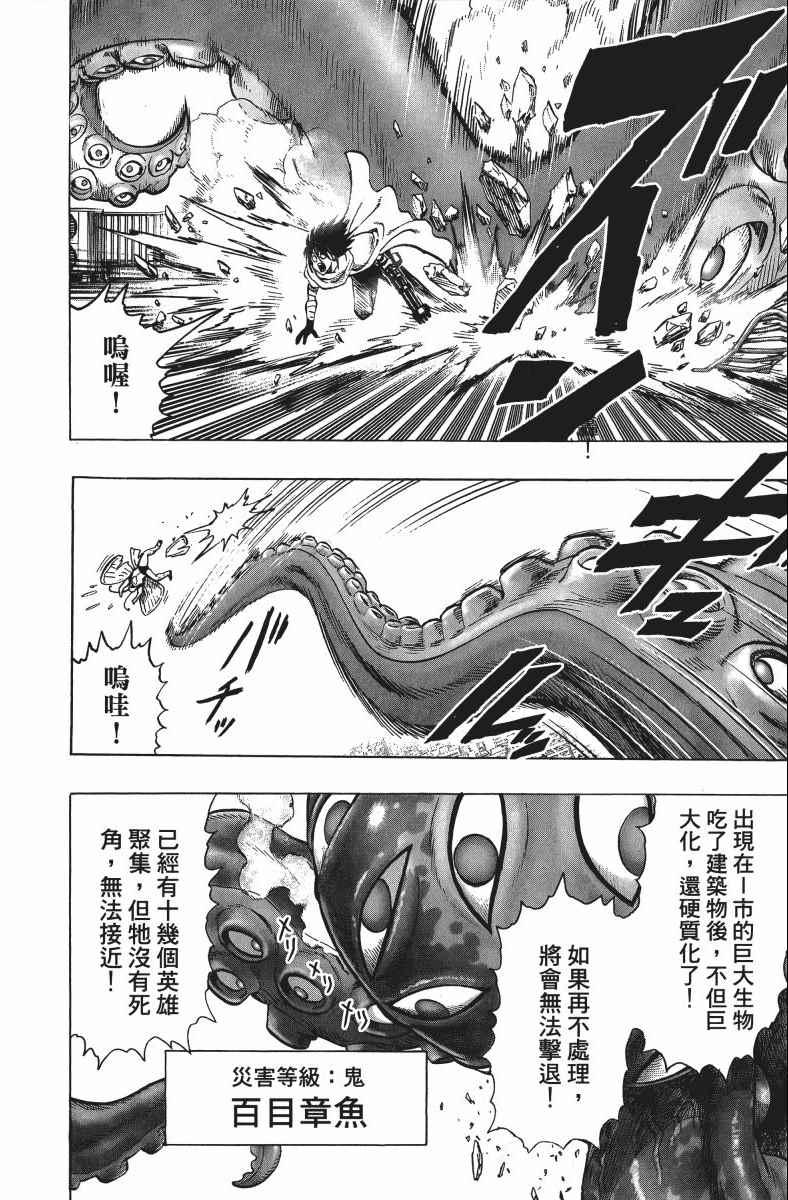 ズズン
嗚喔！
！
ギュルル
バチッ
嗚哇！
出現在I市的巨大生物
吃了建築物後，不但巨
大化，還硬質化了！
如果再不處理，
將會無法擊退！
メリ
メリ
已經有十幾個英雄
聚集，但牠沒有死
角，無法接近！
災害等級：鬼
百目章魚